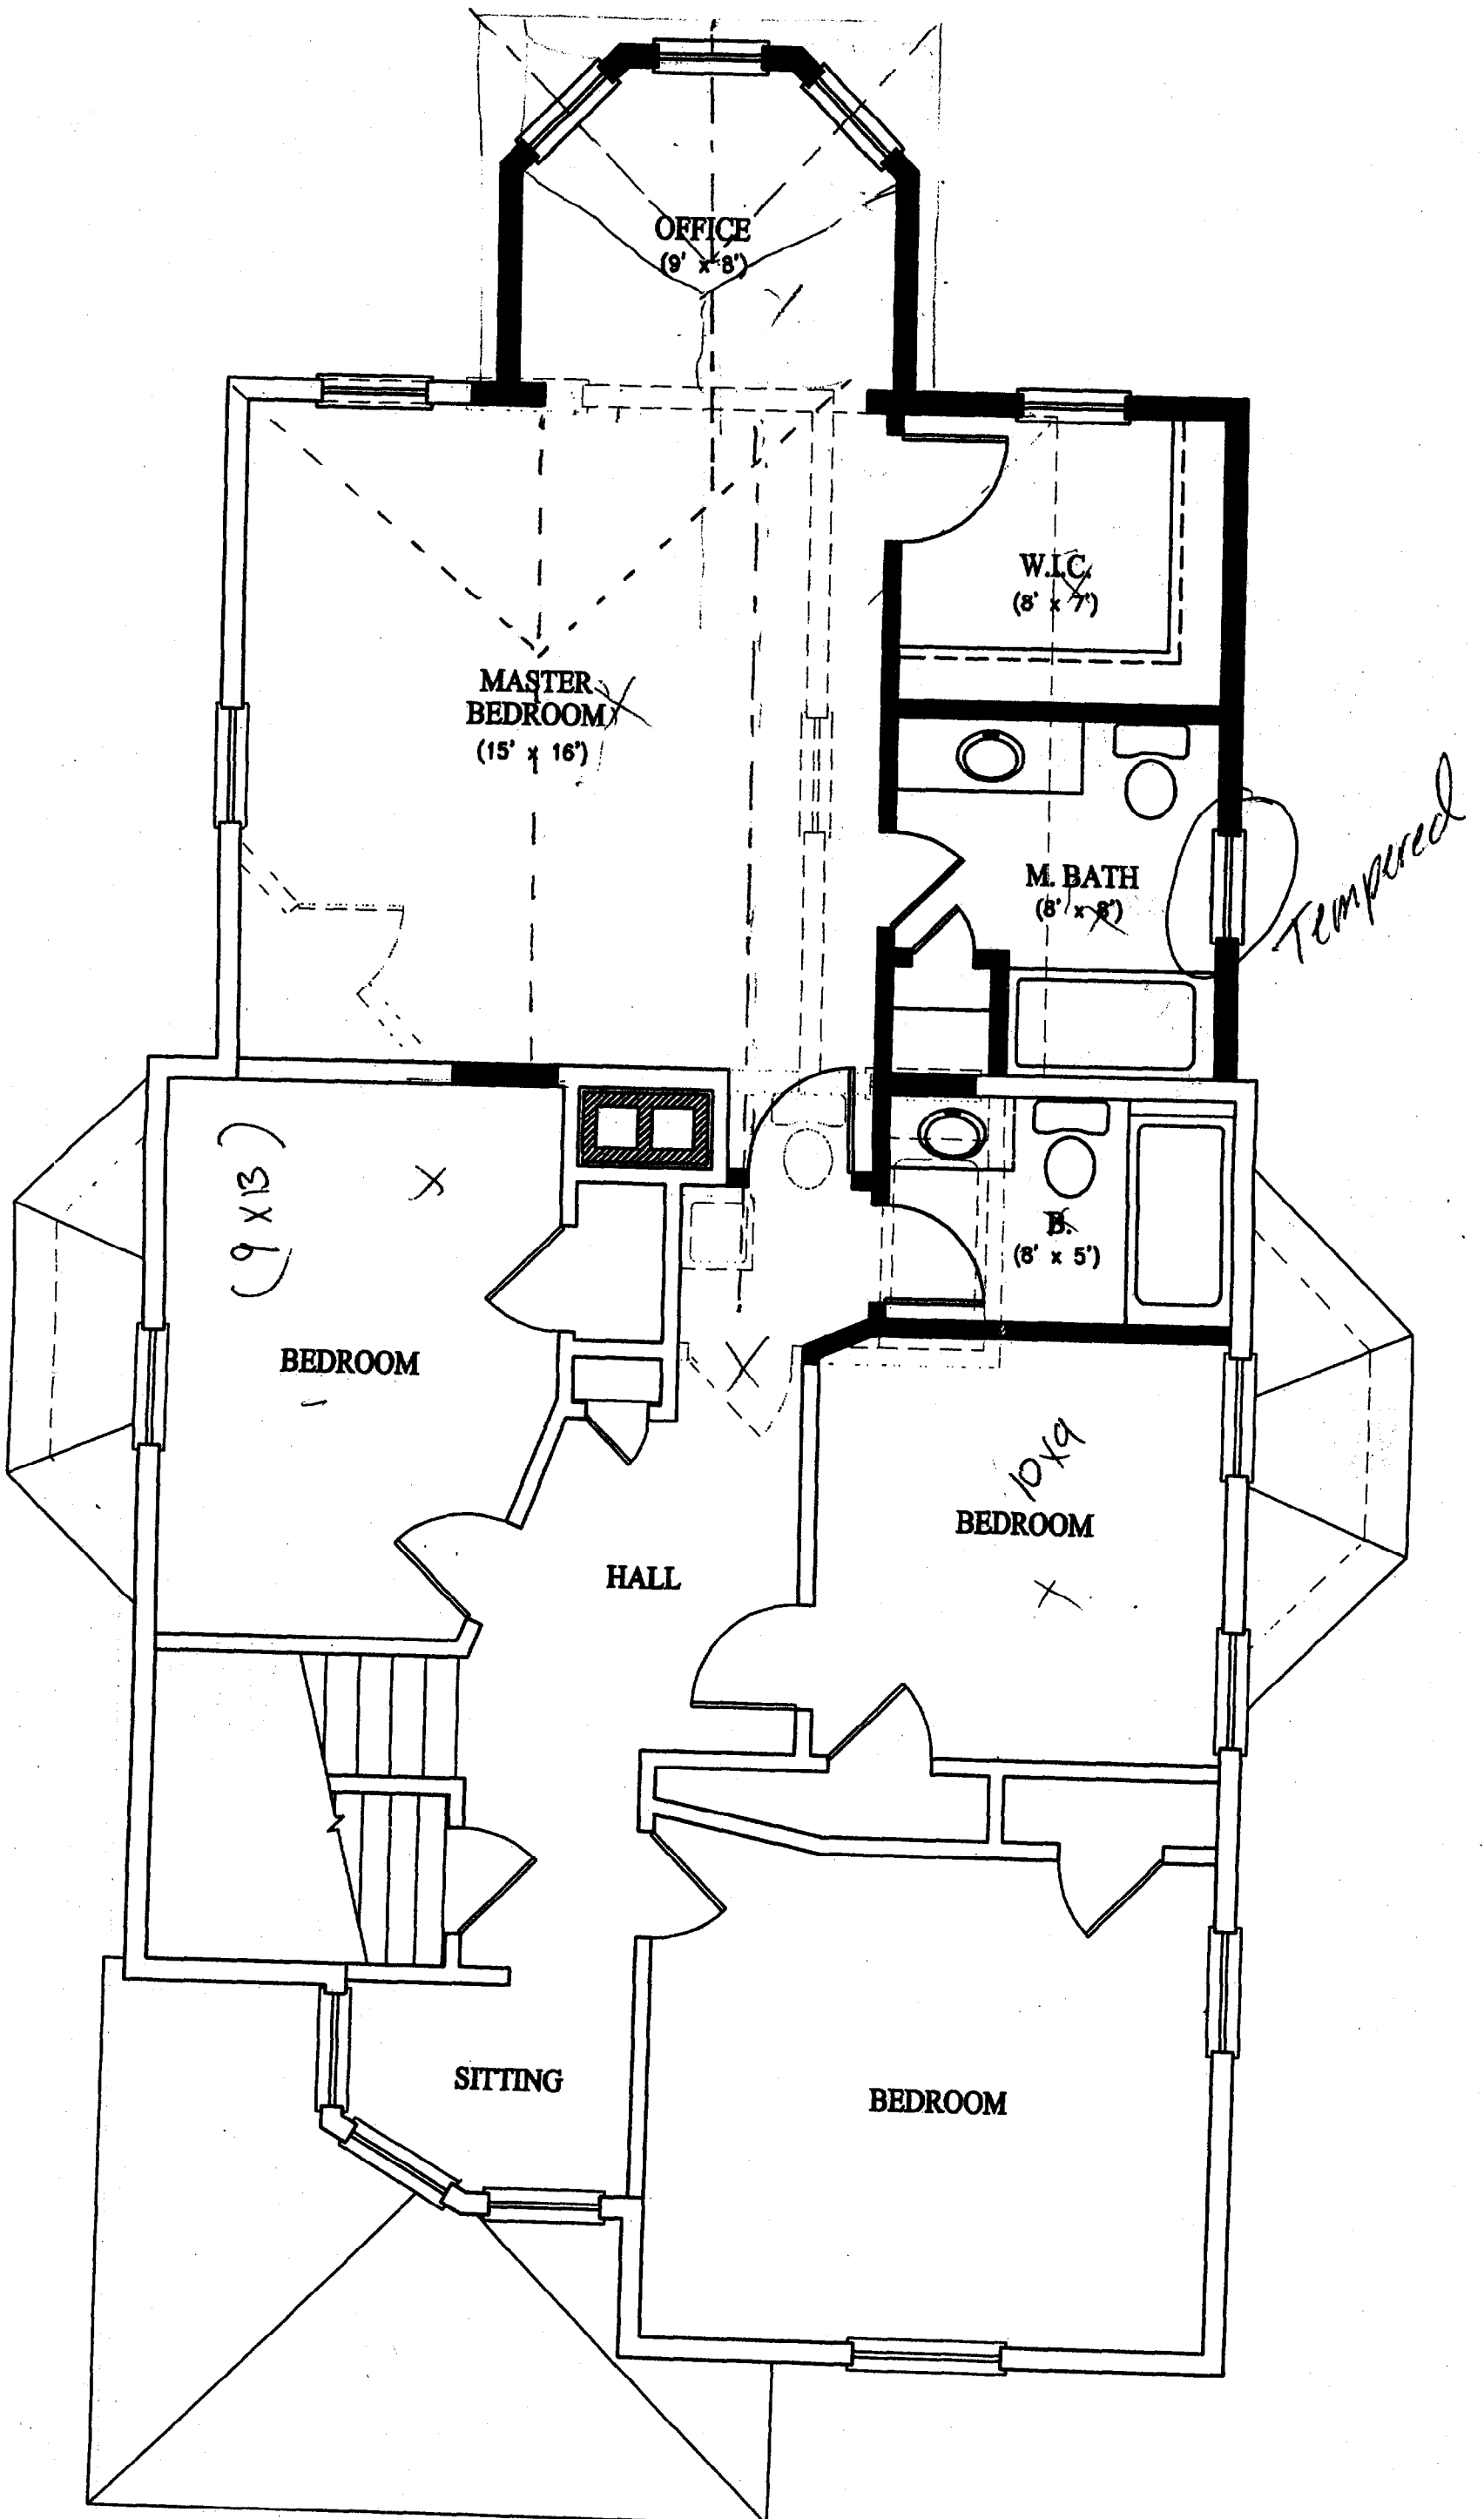 OFFICE
(9' x 8')
W.I.C.
(8' x 7')
MASTER
BEDROOM
(15' x 16')
M. BATH
(8' x 8')
Tempered
(9 x 13)
B.
(8' x 5')
BEDROOM
10x9
BEDROOM
HALL
SITTING
BEDROOM